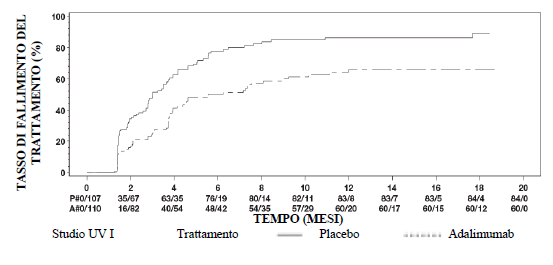 TASSO DI FALLIMENTO DEL
TRATTAMENTO (%)
100
80
60
40
20
0
0 2 4 6 8 10 12 14 16 18 20
P#0/107 35/67 63/35 76/19 80/14 82/11 83/8 83/7 83/5 84/4 84/0
A#0/110 16/82 40/54 48/42 54/35 57/29 60/20 60/17 60/15 60/12 60/0
TEMPO (MESI)
Studio UV I Trattamento Placebo Adalimumab